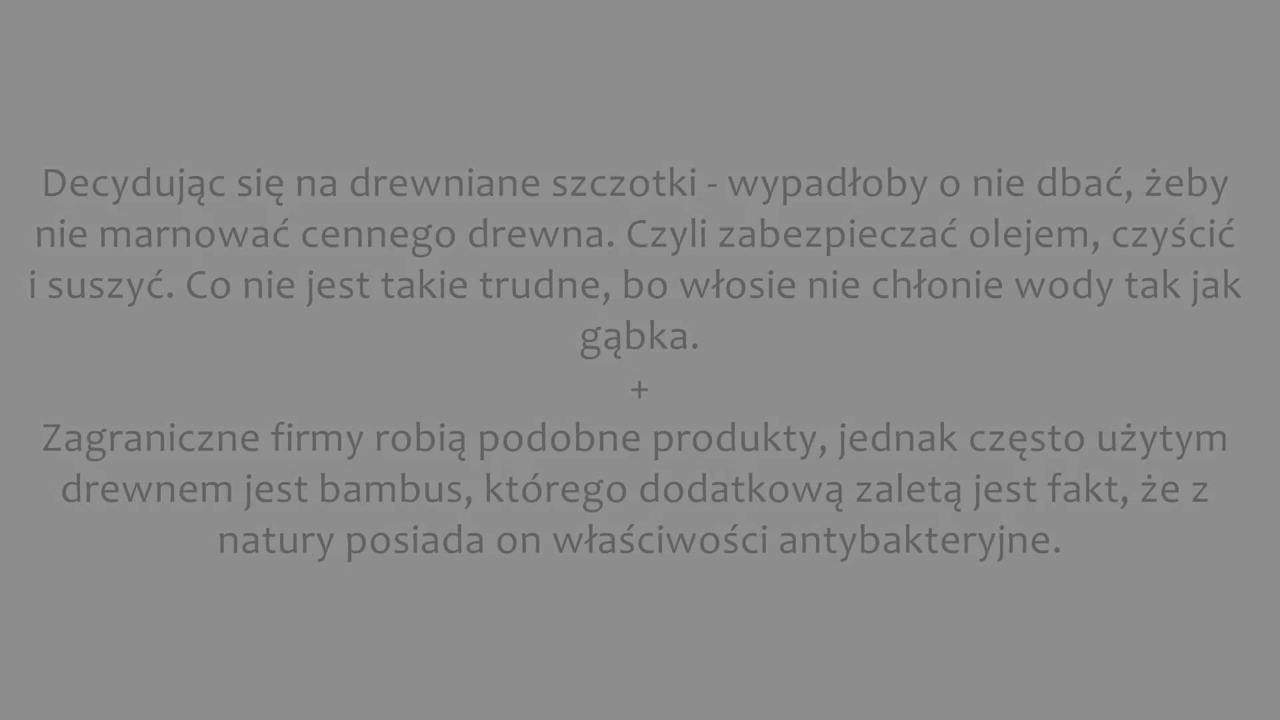 Decydując się na drewniane szczotki - wypadłoby o nie dbać, żeby
nie marnować cennego drewna. Czyli zabezpieczać olejem, czyścić
i suszyć. Co nie jest takie trudne, bo włosie nie chłonie wody tak jak
gąbka.
+
Zagraniczne firmy robią podobne produkty, jednak często użytym
drewnem jest bambus, którego dodatkową zaletą jest fakt, że z
natury posiada on właściwości antybakteryjne.